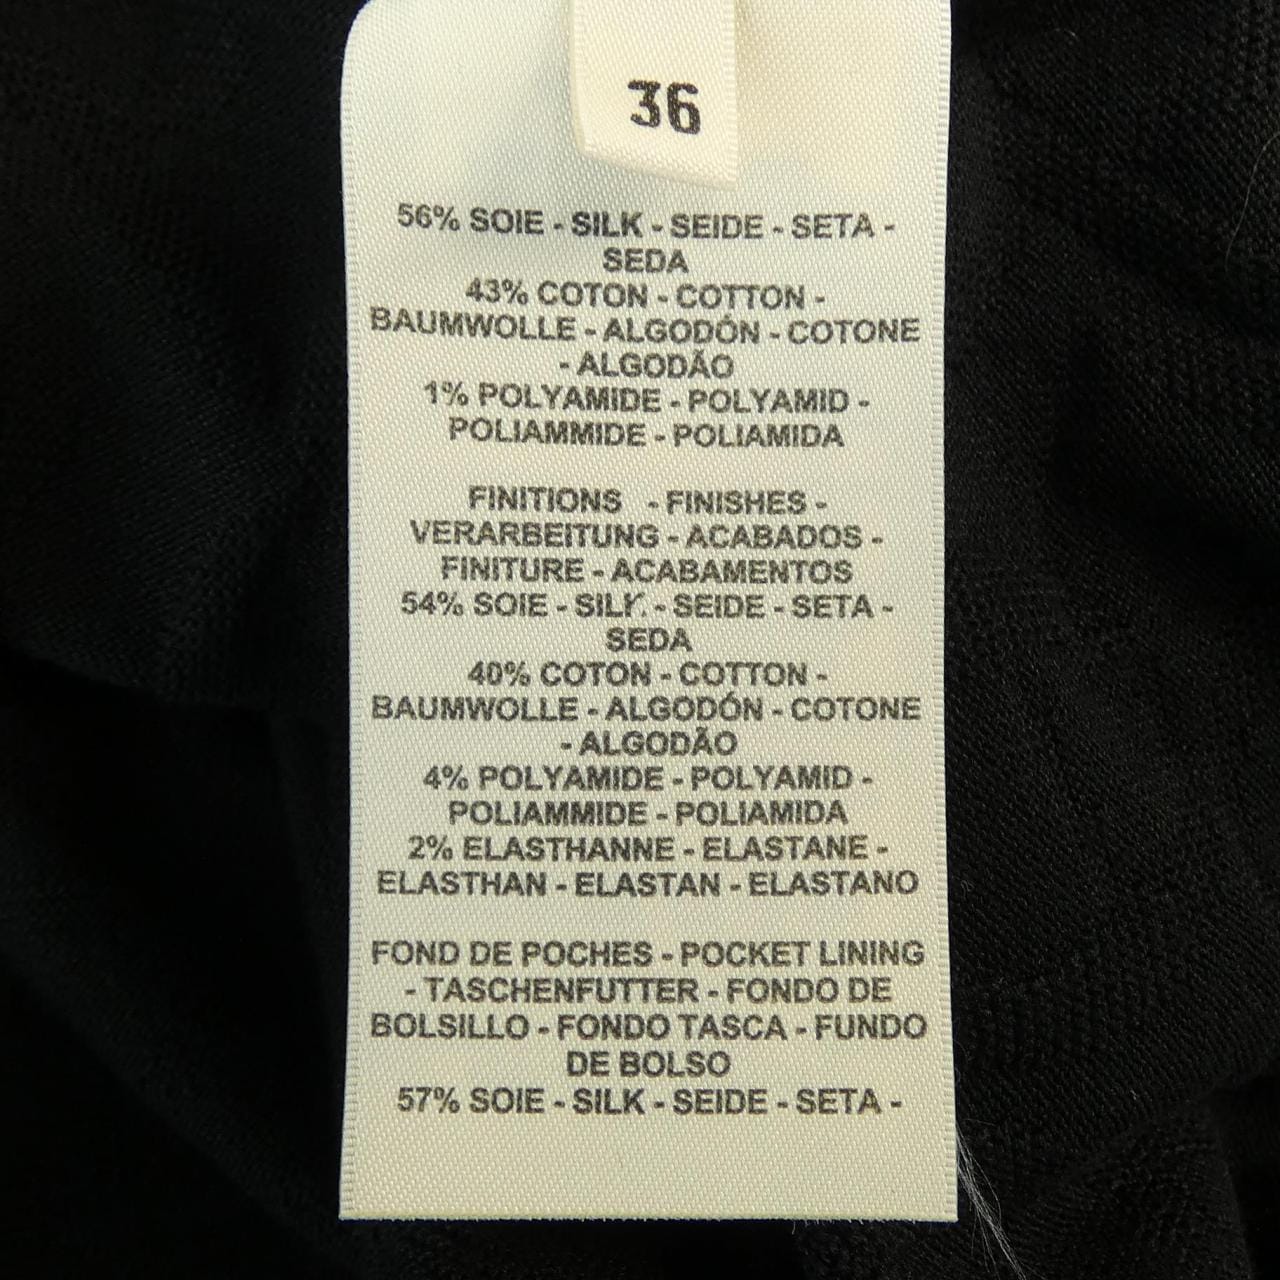 36
56% SOIE - SILK - SEIDE - SETA -
SEDA
43% COTON - COTTON -
BAUMWOLLE - ALGODÓN - COTONE
- ALGODÃO
1% POLYAMIDE - POLYAMID -
POLIAMMIDE - POLIAMIDA
FINITIONS - FINISHES -
VERARBEITUNG - ACABADOS -
FINITURE - ACABAMENTOS
54% SOIE - SILK - SEIDE - SETA -
SEDA
40% COTON - COTTON -
BAUMWOLLE - ALGODÓN - COTONE
- ALGODÃO
4% POLYAMIDE - POLYAMID -
POLIAMMIDE - POLIAMIDA
2% ELASTHANNE - ELASTANE -
ELASTHAN - ELASTAN - ELASTANO
FOND DE POCHES - POCKET LINING
- TASCHENFUTTER - FONDO DE
BOLSILLO - FONDO TASCA - FUNDO
DE BOLSO
57% SOIE - SILK - SEIDE - SETA -